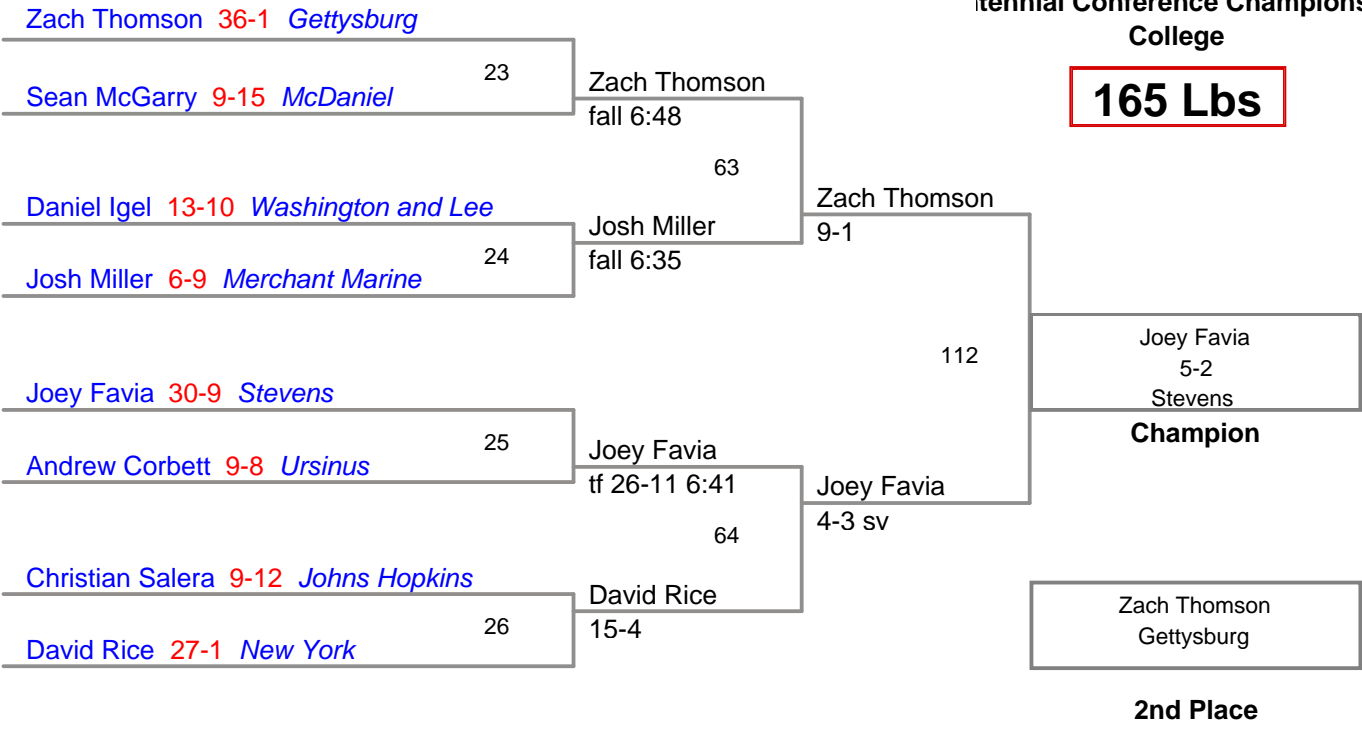 Zach Thomson 36-1 Gettysburg
Sean McGarry 9-15 McDaniel
Daniel Igel 13-10 Washington and Lee
Josh Miller 6-9 Merchant Marine
Joey Favia 30-9 Stevens
Andrew Corbett 9-8 Ursinus
Christian Salera 9-12 Johns Hopkins
David Rice 27-1 New York
23
24
25
26
Zach Thomson
fall 6:48
Josh Miller
fall 6:35
Joey Favia
tf 26-11 6:41
David Rice
15-4
63
64
Zach Thomson
9-1
Joey Favia
4-3 sv
112
Conference
College
165 Lbs
Joey Favia
5-2
Stevens
Champion
Zach Thomson
Gettysburg
2nd Place